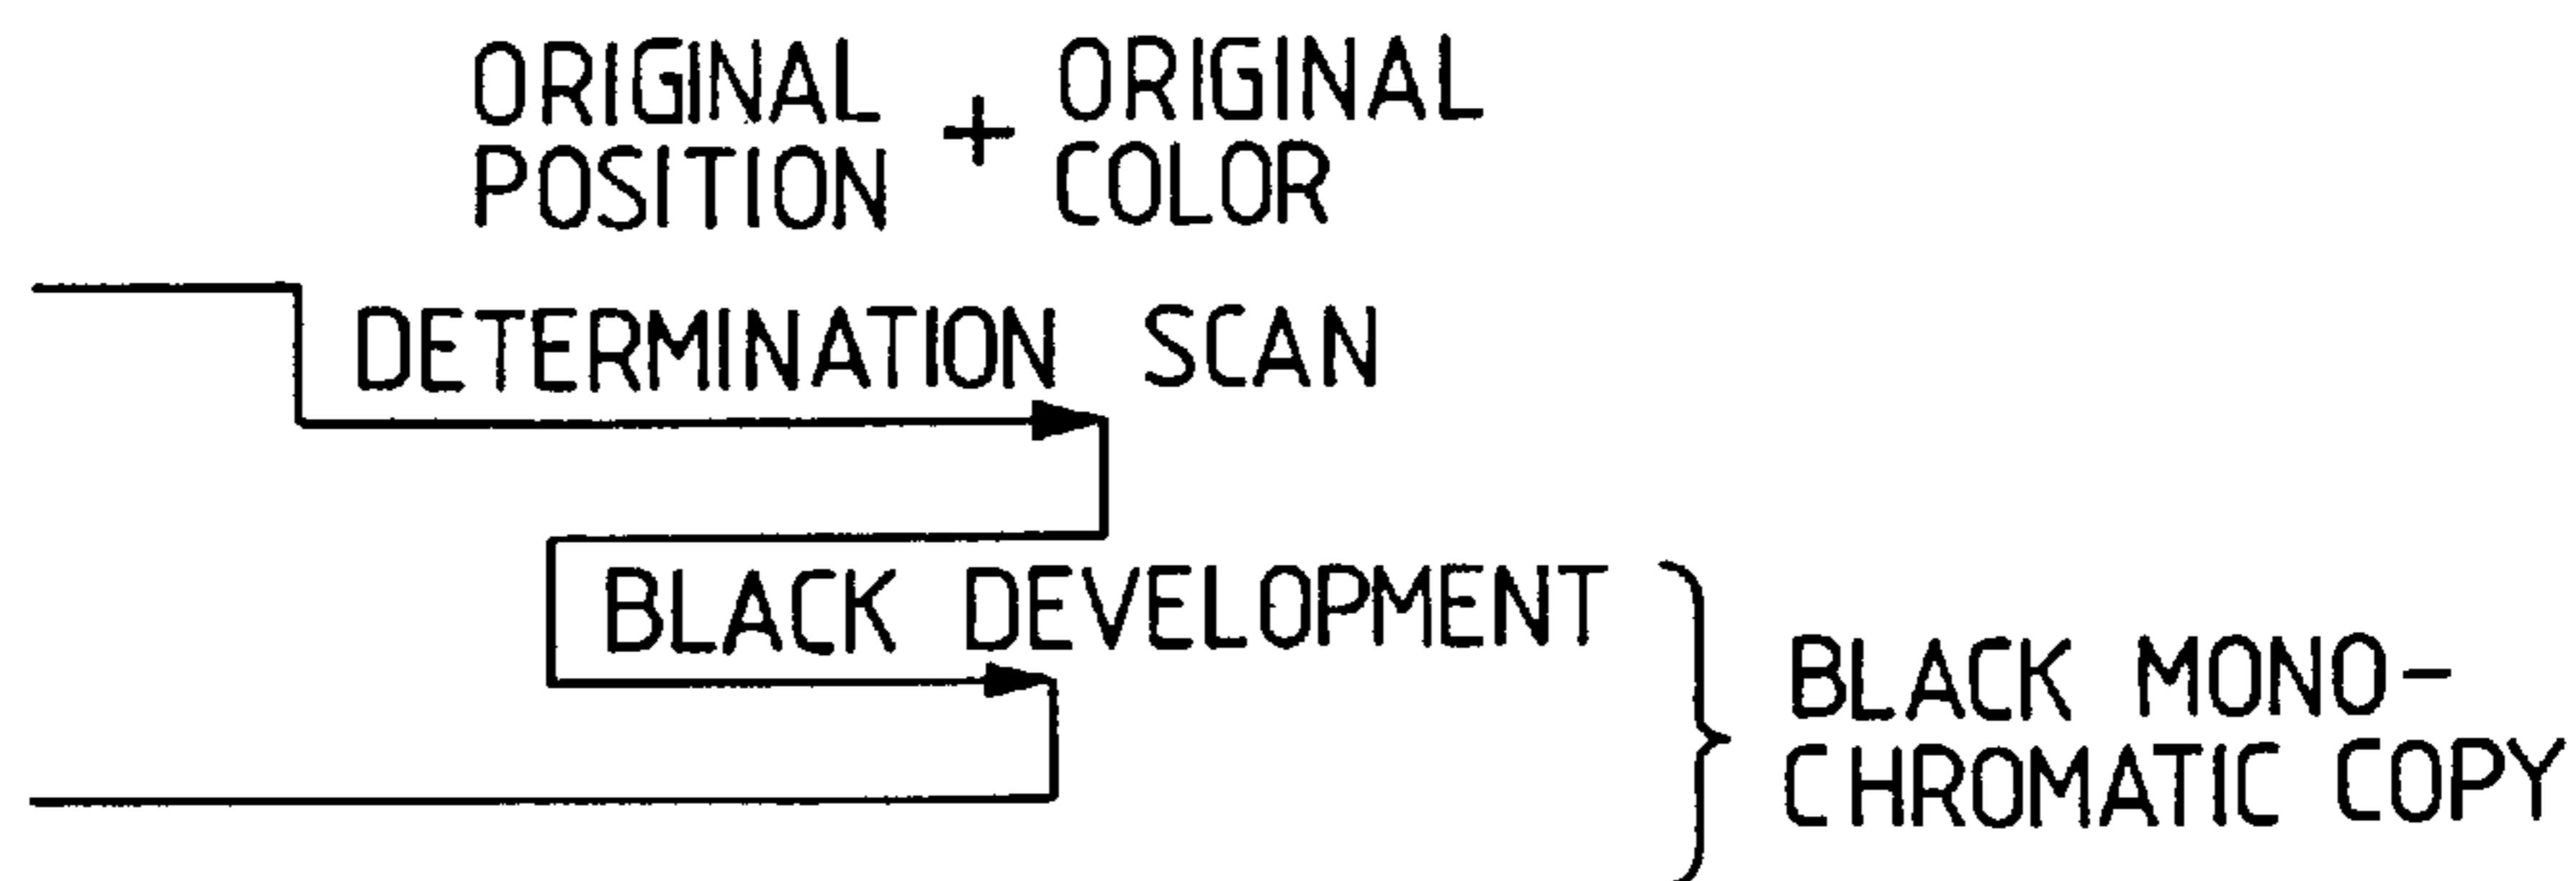 ORIGINAL + ORIGINAL
POSITION COLOR
DETERMINATION SCAN
BLACK DEVELOPMENT
BLACK MONO-
CHROMATIC COPY